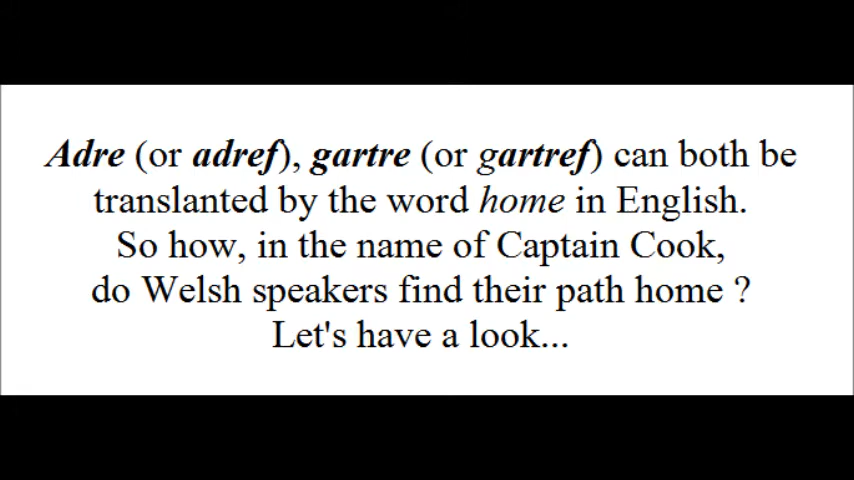 Adre (or adref), gartre (or gartref) can both be
translanted by the word home in English.
So how, in the name of Captain Cook,
do Welsh speakers find their path home ?
Let's have a look...